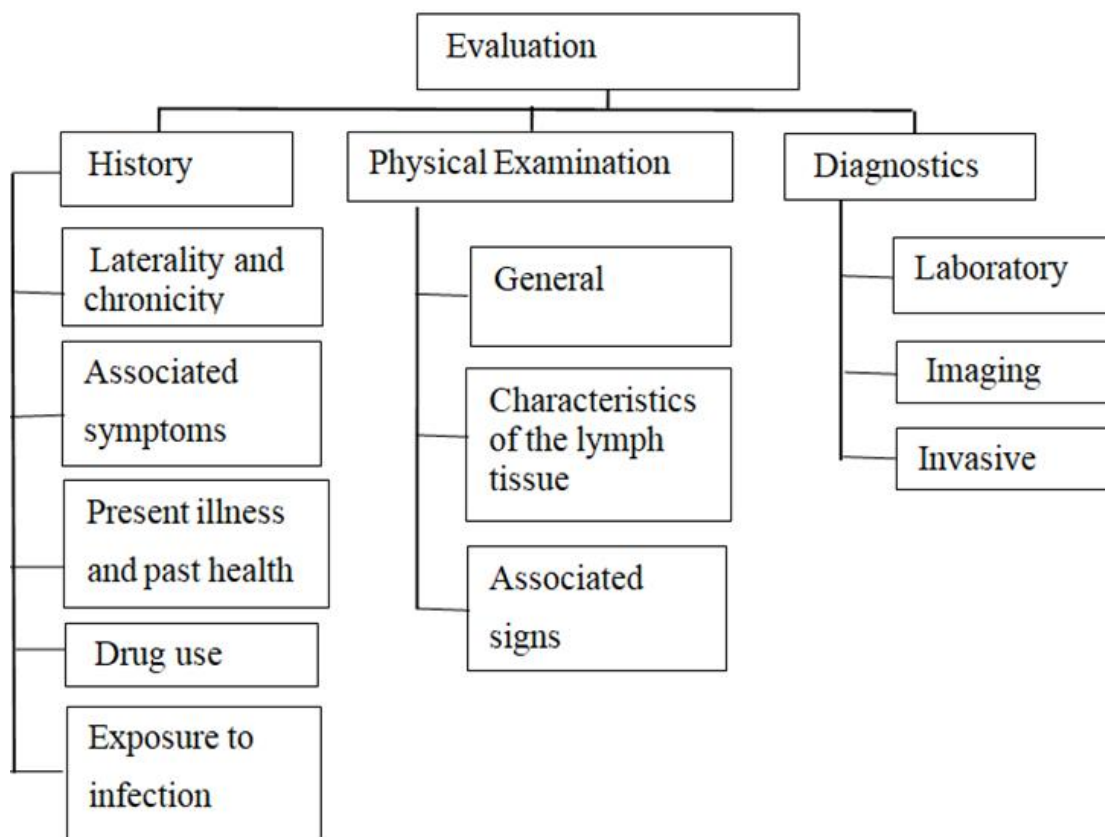 Evaluation
History
Physical Examination
Diagnostics
Laterality and
chronicity
Associated
symptoms
Present illness
and past health
Drug use
Exposure to
infection
General
Characteristics
of the lymph
tissue
Associated
signs
Laboratory
Imaging
Invasive